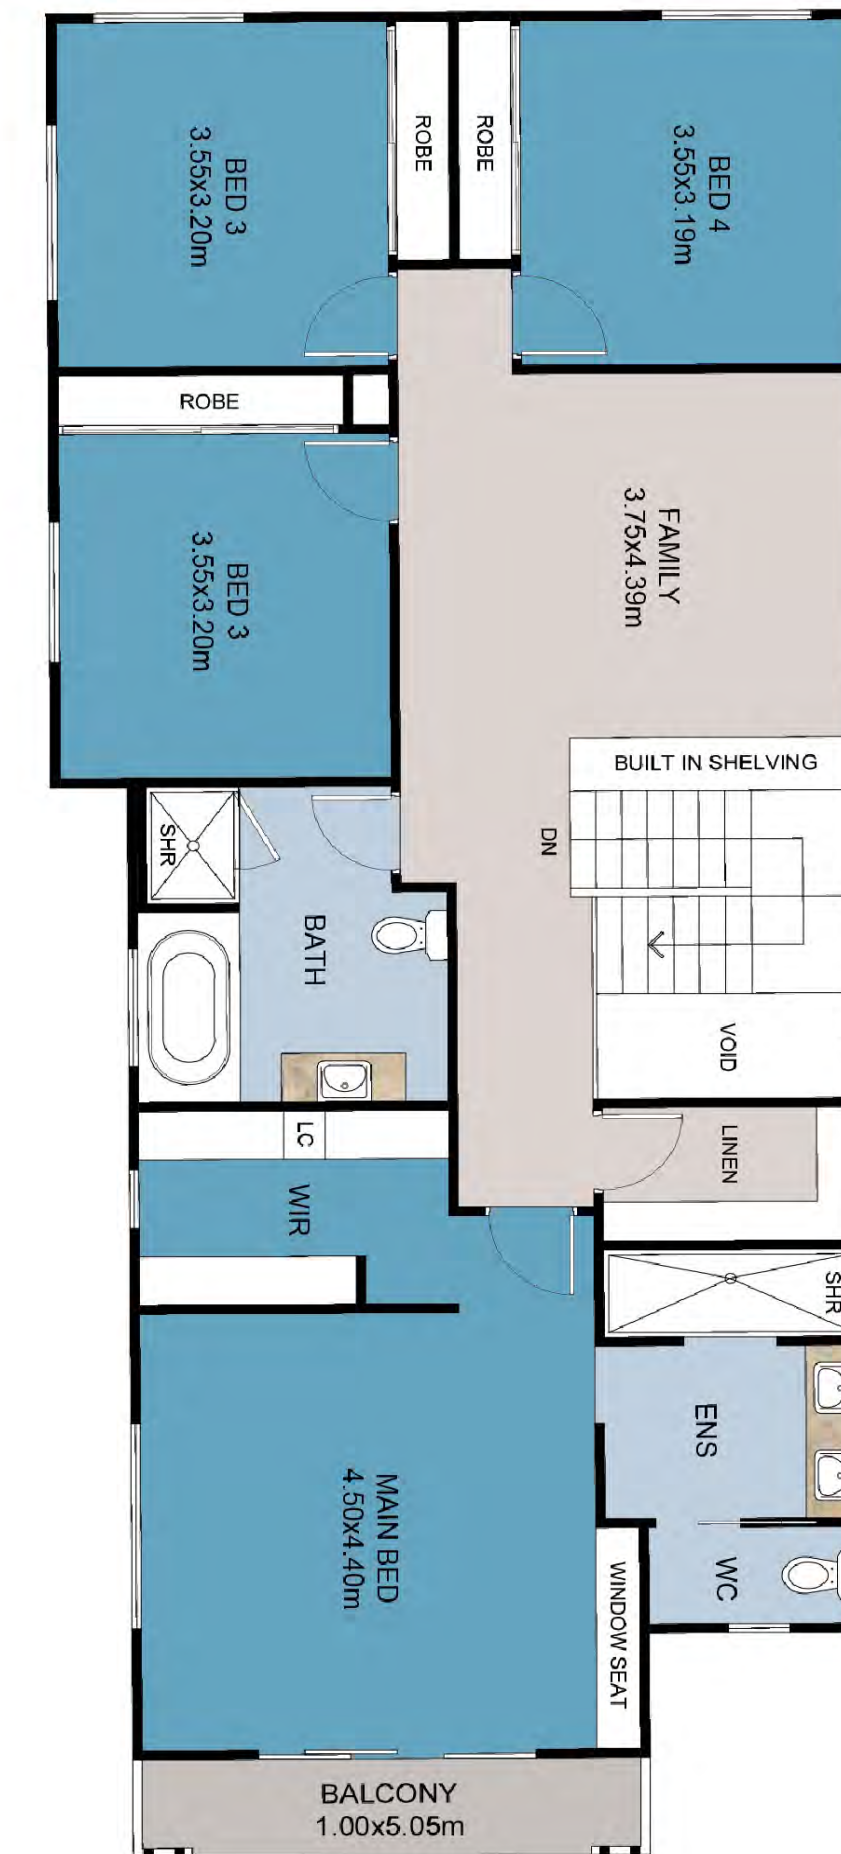 BED 3
3.55x3.20m
ROBE
ROBE
BED 4
3.55x3.19m
ROBE
BED 3
3.55x3.20m
FAMILY
3.75x4.39m
BUILT IN SHELVING
DN
SHR
BATH
VOID
LC
WIR
LINEN
SHR
ENS
MAIN BED
4.50x4.40m
WC
WINDOW SEAT
BALCONY
1.00x5.05m